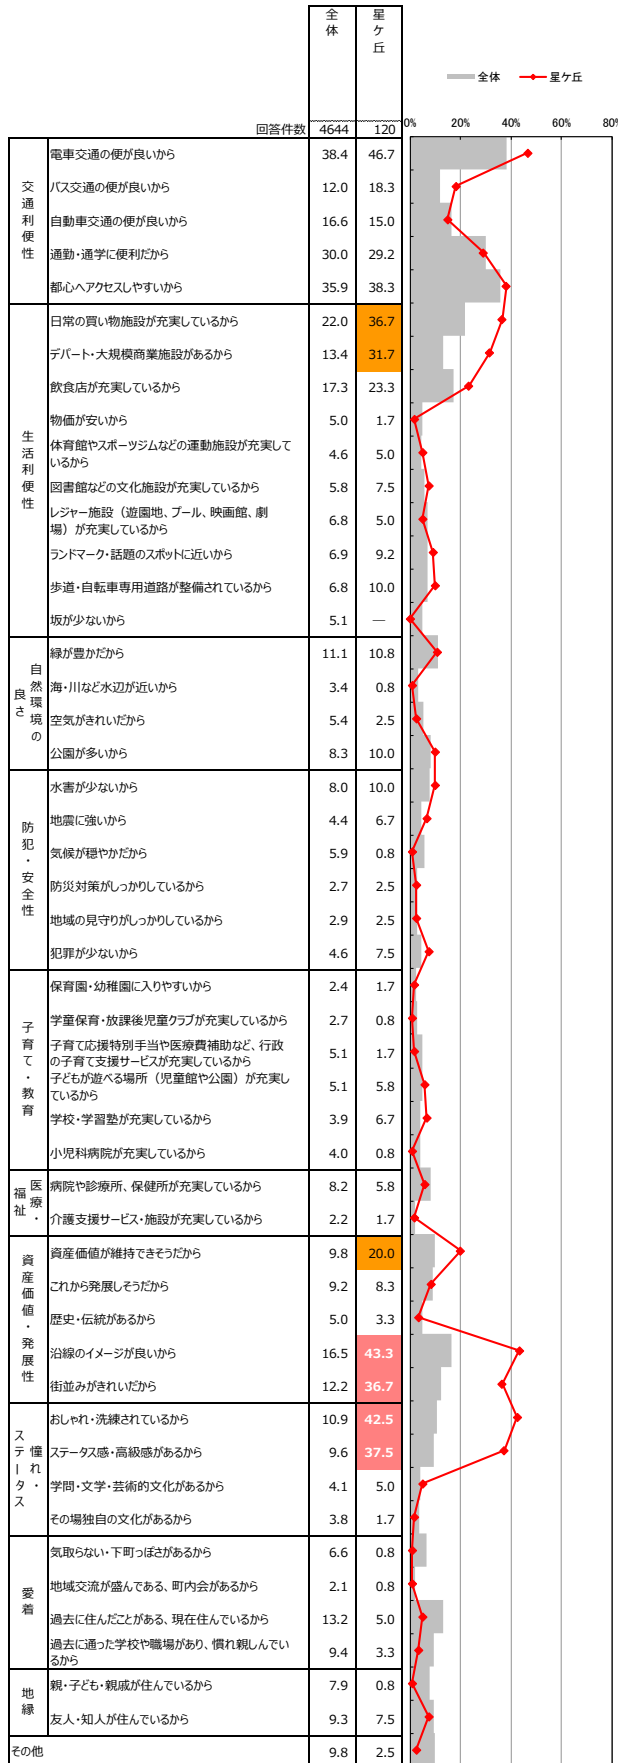 全体 星ケ丘
全体 星ケ丘
回答件数 4644 120 0% 20% 40% 60% 80%
交通利便性
電車交通の便が良いから 38.4 46.7
バス交通の便が良いから 12.0 18.3
自動車交通の便が良いから 16.6 15.0
通勤・通学に便利だから 30.0 29.2
都心へアクセスしやすいから 35.9 38.3
生活利便性
日常の買い物施設が充実しているから 22.0 36.7
デパート・大規模商業施設があるから 13.4 31.7
飲食店が充実しているから 17.3 23.3
物価が安いから 5.0 1.7
体育館やスポーツジムなどの運動施設が充実して
いるから 4.6 5.0
図書館などの文化施設が充実しているから 5.8 7.5
レジャー施設（遊園地、プール、映画館、劇
場）が充実しているから 6.8 5.0
ランドマーク・話題のスポットに近いから 6.9 9.2
歩道・自転車専用道路が整備されているから 6.8 10.0
坂が少ないから 5.1 —
自然環境の良さ
緑が豊かだから 11.1 10.8
海・川など水辺が近いから 3.4 0.8
空気がきれいだから 5.4 2.5
公園が多いから 8.3 10.0
防犯・安全性
水害が少ないから 8.0 10.0
地震に強いから 4.4 6.7
気候が穏やかだから 5.9 0.8
防災対策がしっかりしているから 2.7 2.5
地域の見守りがしっかりしているから 2.9 2.5
犯罪が少ないから 4.6 7.5
子育て・教育
保育園・幼稚園に入りやすいから 2.4 1.7
学童保育・放課後児童クラブが充実しているから 2.7 0.8
子育て応援特別手当や医療費補助など、行政
の子育て支援サービスが充実しているから 5.1 1.7
子どもが遊べる場所（児童館や公園）が充実し
ているから 5.1 5.8
学校・学習塾が充実しているから 3.9 6.7
小児科病院が充実しているから 4.0 0.8
医療・福祉
病院や診療所、保健所が充実しているから 8.2 5.8
介護支援サービス・施設が充実しているから 2.2 1.7
資産価値・発展性
資産価値が維持できそうだから 9.8 20.0
これから発展しそうだから 9.2 8.3
歴史・伝統があるから 5.0 3.3
沿線のイメージが良いから 16.5 43.3
街並みがきれいだから 12.2 36.7
憧れ・ステータス
おしゃれ・洗練されているから 10.9 42.5
ステータス感・高級感があるから 9.6 37.5
学問・文学・芸術的文化があるから 4.1 5.0
その場独自の文化があるから 3.8 1.7
愛着
気取らない・下町っぽさがあるから 6.6 0.8
地域交流が盛んである、町内会があるから 2.1 0.8
過去に住んだことがある、現在住んでいるから 13.2 5.0
過去に通った学校や職場があり、慣れ親しんでい
るから 9.4 3.3
地縁
親・子ども・親戚が住んでいるから 7.9 0.8
友人・知人が住んでいるから 9.3 7.5
その他 9.8 2.5